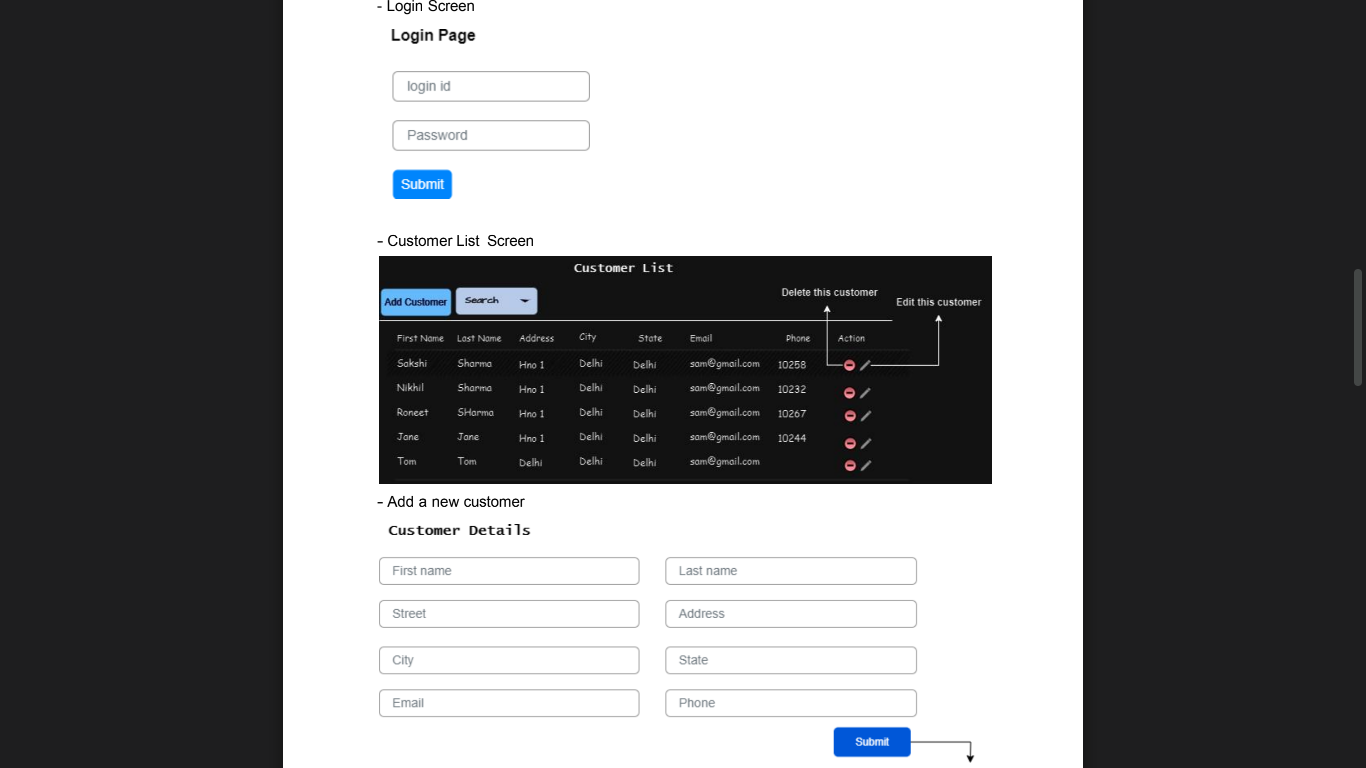 - Login Screen
Login Page
login id
Password
Submit
- Customer List Screen
Customer List
Delete this customer
Add Customer Search Edit this customer
First Name Last Name Address City State Email Phone Action
Sakshi Sharma Hno 1 Delhi Delhi sam@gmail.com 10258
Nikhil Sharma Hno 1 Delhi Delhi sam@gmail.com 10232
Roneet SHarma Hno 1 Delhi Delhi sam@gmail.com 10267
Jane Jane Hno 1 Delhi Delhi sam@gmail.com 10244
Tom Tom Delhi Delhi Delhi sam@gmail.com
- Add a new customer
Customer Details
First name Last name
Street Address
City State
Email Phone
Submit